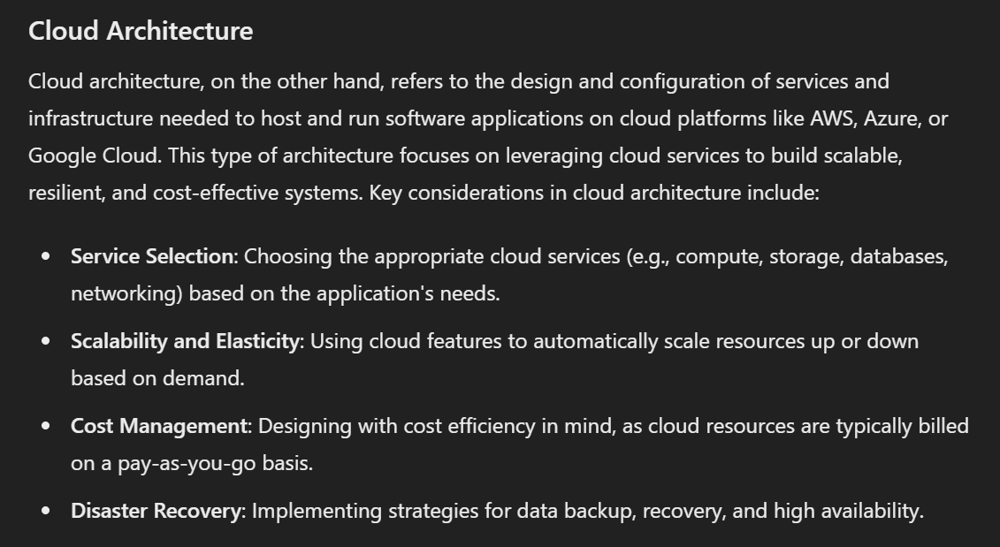 Cloud Architecture
Cloud architecture, on the other hand, refers to the design and configuration of services and
infrastructure needed to host and run software applications on cloud platforms like AWS, Azure, or
Google Cloud. This type of architecture focuses on leveraging cloud services to build scalable,
resilient, and cost-effective systems. Key considerations in cloud architecture include:
• Service Selection: Choosing the appropriate cloud services (e.g., compute, storage, databases,
networking) based on the application's needs.
• Scalability and Elasticity: Using cloud features to automatically scale resources up or down
based on demand.
• Cost Management: Designing with cost efficiency in mind, as cloud resources are typically billed
on a pay-as-you-go basis.
• Disaster Recovery: Implementing strategies for data backup, recovery, and high availability.